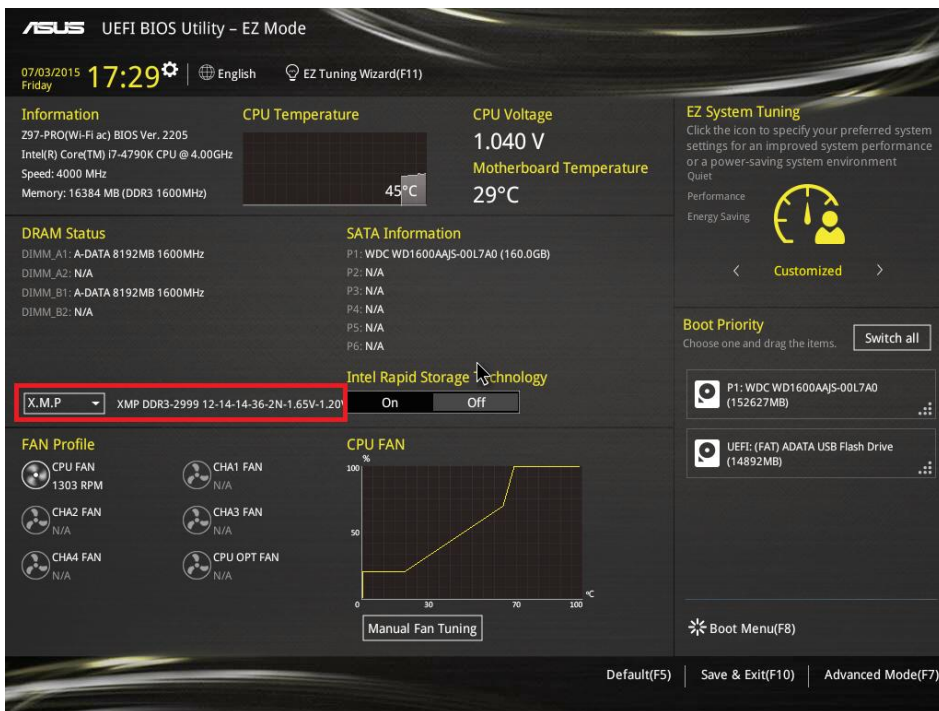 ASUS UEFI BIOS Utility – EZ Mode
07/03/2015
Friday
17:29
English
EZ Tuning Wizard(F11)
Information
Z97-PRO(Wi-Fi ac) BIOS Ver. 2205
Intel(R) Core(TM) i7-4790K CPU @ 4.00GHz
Speed: 4000 MHz
Memory: 16384 MB (DDR3 1600MHz)
CPU Temperature
45°C
CPU Voltage
1.040 V
Motherboard Temperature
29°C
EZ System Tuning
Click the icon to specify your preferred system
settings for an improved system performance
or a power-saving system environment
Quiet
Performance
Energy Saving
< Customized >
DRAM Status
DIMM_A1: A-DATA 8192MB 1600MHz
DIMM_A2: N/A
DIMM_B1: A-DATA 8192MB 1600MHz
DIMM_B2: N/A
SATA Information
P1: WDC WD1600AAJS-00L7A0 (160.0GB)
P2: N/A
P3: N/A
P4: N/A
P5: N/A
P6: N/A
X.M.P
XMP DDR3-2999 12-14-14-36-2N-1.65V-1.20V
Intel Rapid Storage Technology
On Off
Boot Priority
Choose one and drag the items.
Switch all
P1: WDC WD1600AAJS-00L7A0
(152627MB)
UEFI: (FAT) ADATA USB Flash Drive
(14892MB)
FAN Profile
CPU FAN
1303 RPM
CHA1 FAN
N/A
CHA2 FAN
N/A
CHA3 FAN
N/A
CHA4 FAN
N/A
CPU OPT FAN
N/A
CPU FAN
%
100
50
0 30 70 100
°C
Manual Fan Tuning
Boot Menu(F8)
Default(F5)
Save & Exit(F10)
Advanced Mode(F7)